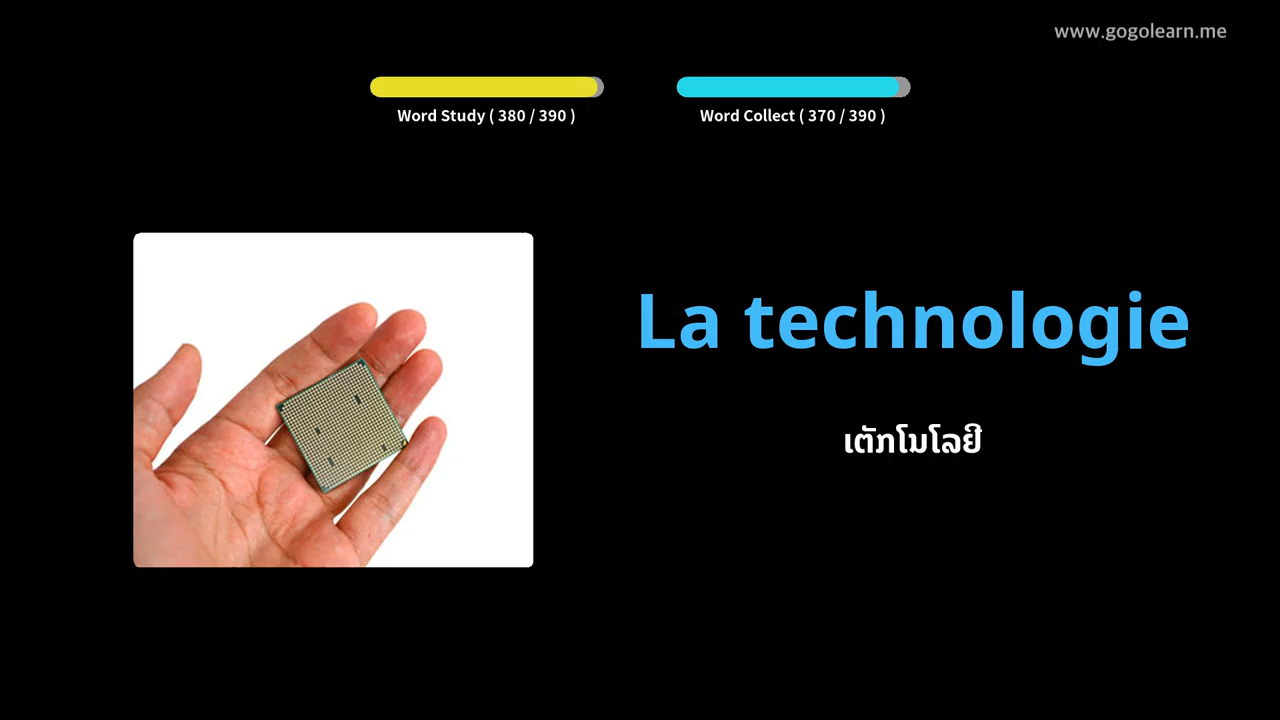 www.gogolearn.me
Word Study ( 380 / 390 )
Word Collect ( 370 / 390 )
La technologie
ເຕັກໂນໂລຢີ